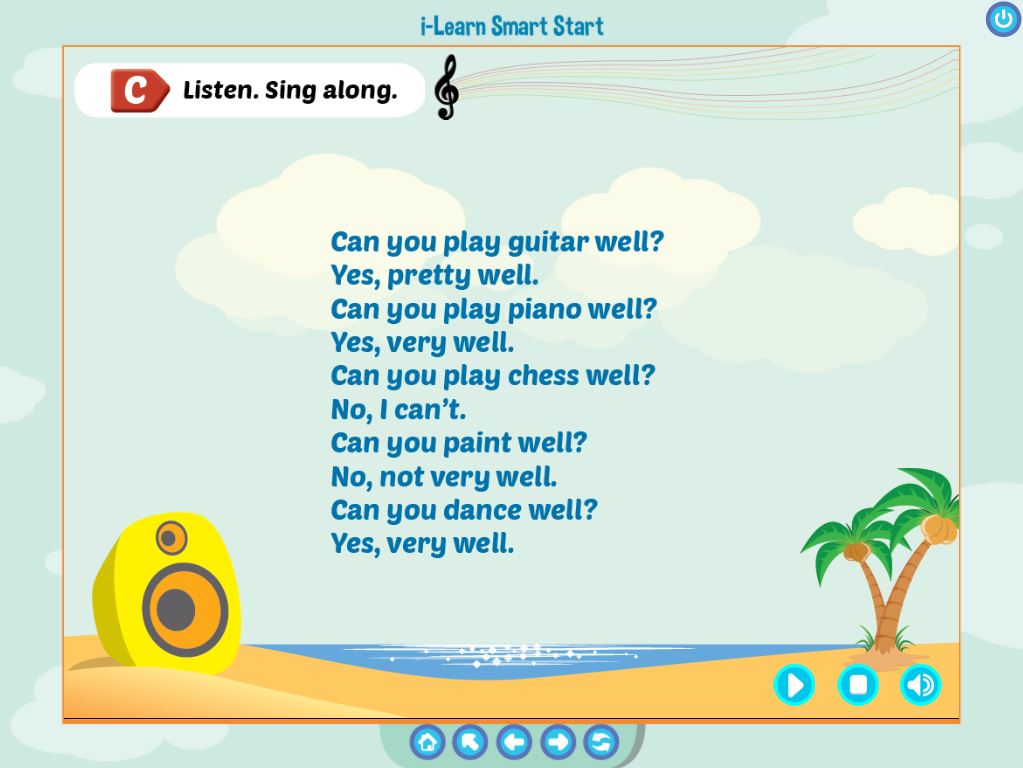 i-Learn Smart Start
C Listen. Sing along.
Can you play guitar well?
Yes, pretty well.
Can you play piano well?
Yes, very well.
Can you play chess well?
No, I can't.
Can you paint well?
No, not very well.
Can you dance well?
Yes, very well.